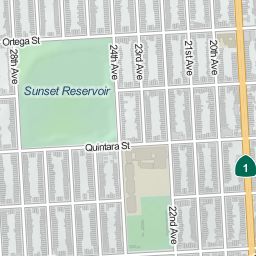 Ortega St
28th Ave
24th Ave
23rd Ave
21st Ave
20th Ave
Sunset Reservoir
Quintara St
1
22nd Ave